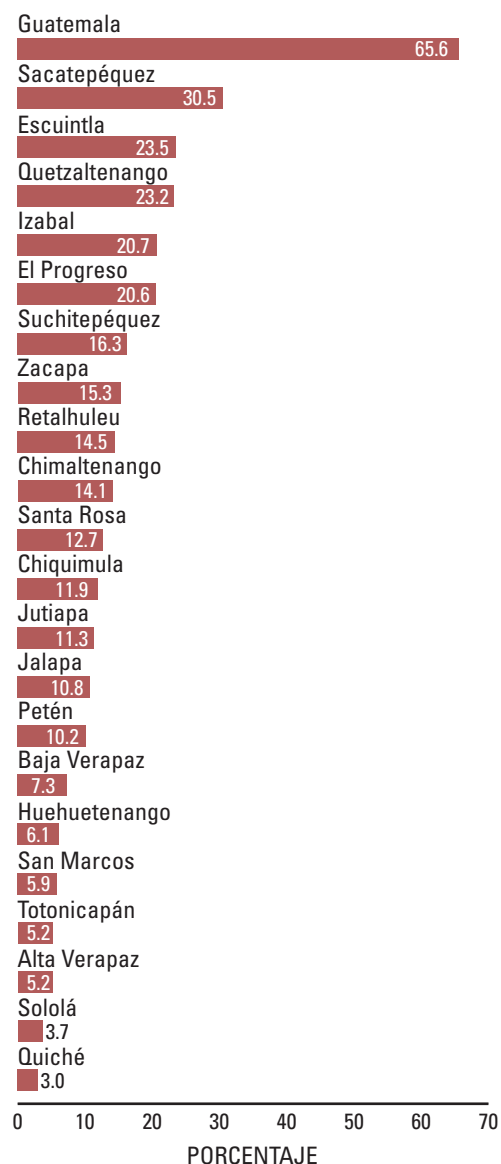 Guatemala
65.6
Sacatepéquez
30.5
Escuintla
23.5
Quetzaltenango
23.2
Izabal
20.7
El Progreso
20.6
Suchitepéquez
16.3
Zacapa
15.3
Retalhuleu
14.5
Chimaltenango
14.1
Santa Rosa
12.7
Chiquimula
11.9
Jutiapa
11.3
Jalapa
10.8
Petén
10.2
Baja Verapaz
7.3
Huehuetenango
6.1
San Marcos
5.9
Totonicapán
5.2
Alta Verapaz
5.2
Sololá
3.7
Quiché
3.0
0 10 20 30 40 50 60 70
PORCENTAJE